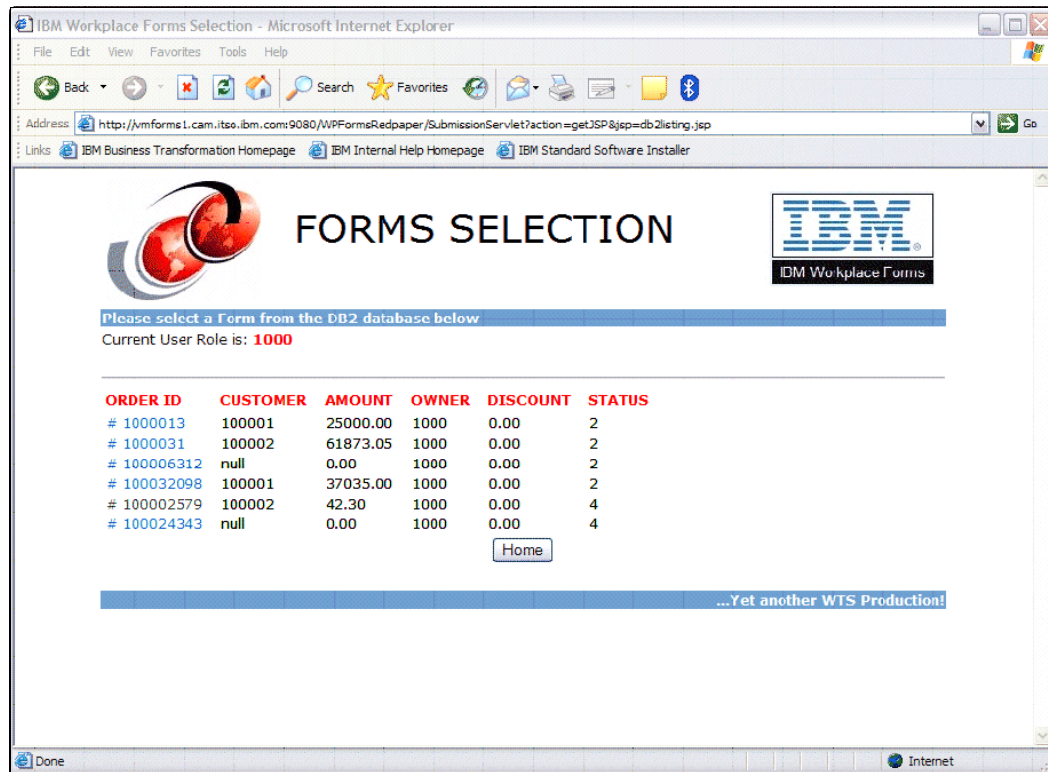 IBM Workplace Forms Selection - Microsoft Internet Explorer
File Edit View Favorites Tools Help
Back Search Favorites
Address http://vmforms1.cam.itso.ibm.com:9080/WPFormsRedpaper/SubmissionServlet?action=getJSP&jsp=db2listing.jsp Go
Links IBM Business Transformation Homepage IBM Internal Help Homepage IBM Standard Software Installer
FORMS SELECTION
IBM®
IBM Workplace Forms
Please select a Form from the DB2 database below
Current User Role is: 1000
ORDER ID CUSTOMER AMOUNT OWNER DISCOUNT STATUS
# 1000013 100001 25000.00 1000 0.00 2
# 1000031 100002 61873.05 1000 0.00 2
# 100006312 null 0.00 1000 0.00 2
# 100032098 100001 37035.00 1000 0.00 2
# 100002579 100002 42.30 1000 0.00 4
# 100024343 null 0.00 1000 0.00 4
Home
...Yet another WTS Production!
Done Internet